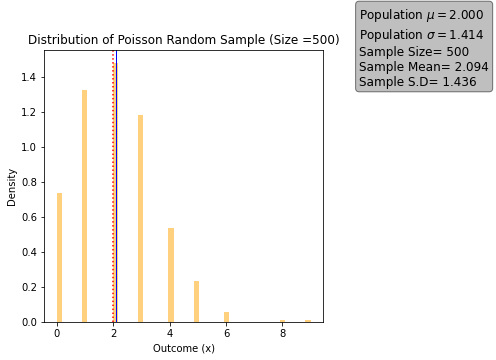 Distribution of Poisson Random Sample (Size =500)
Population μ = 2.000
Population σ = 1.414
Sample Size= 500
Sample Mean= 2.094
Sample S.D= 1.436
Density
1.4
1.2
1.0
0.8
0.6
0.4
0.2
0.0
0 2 4 6 8
Outcome (x)